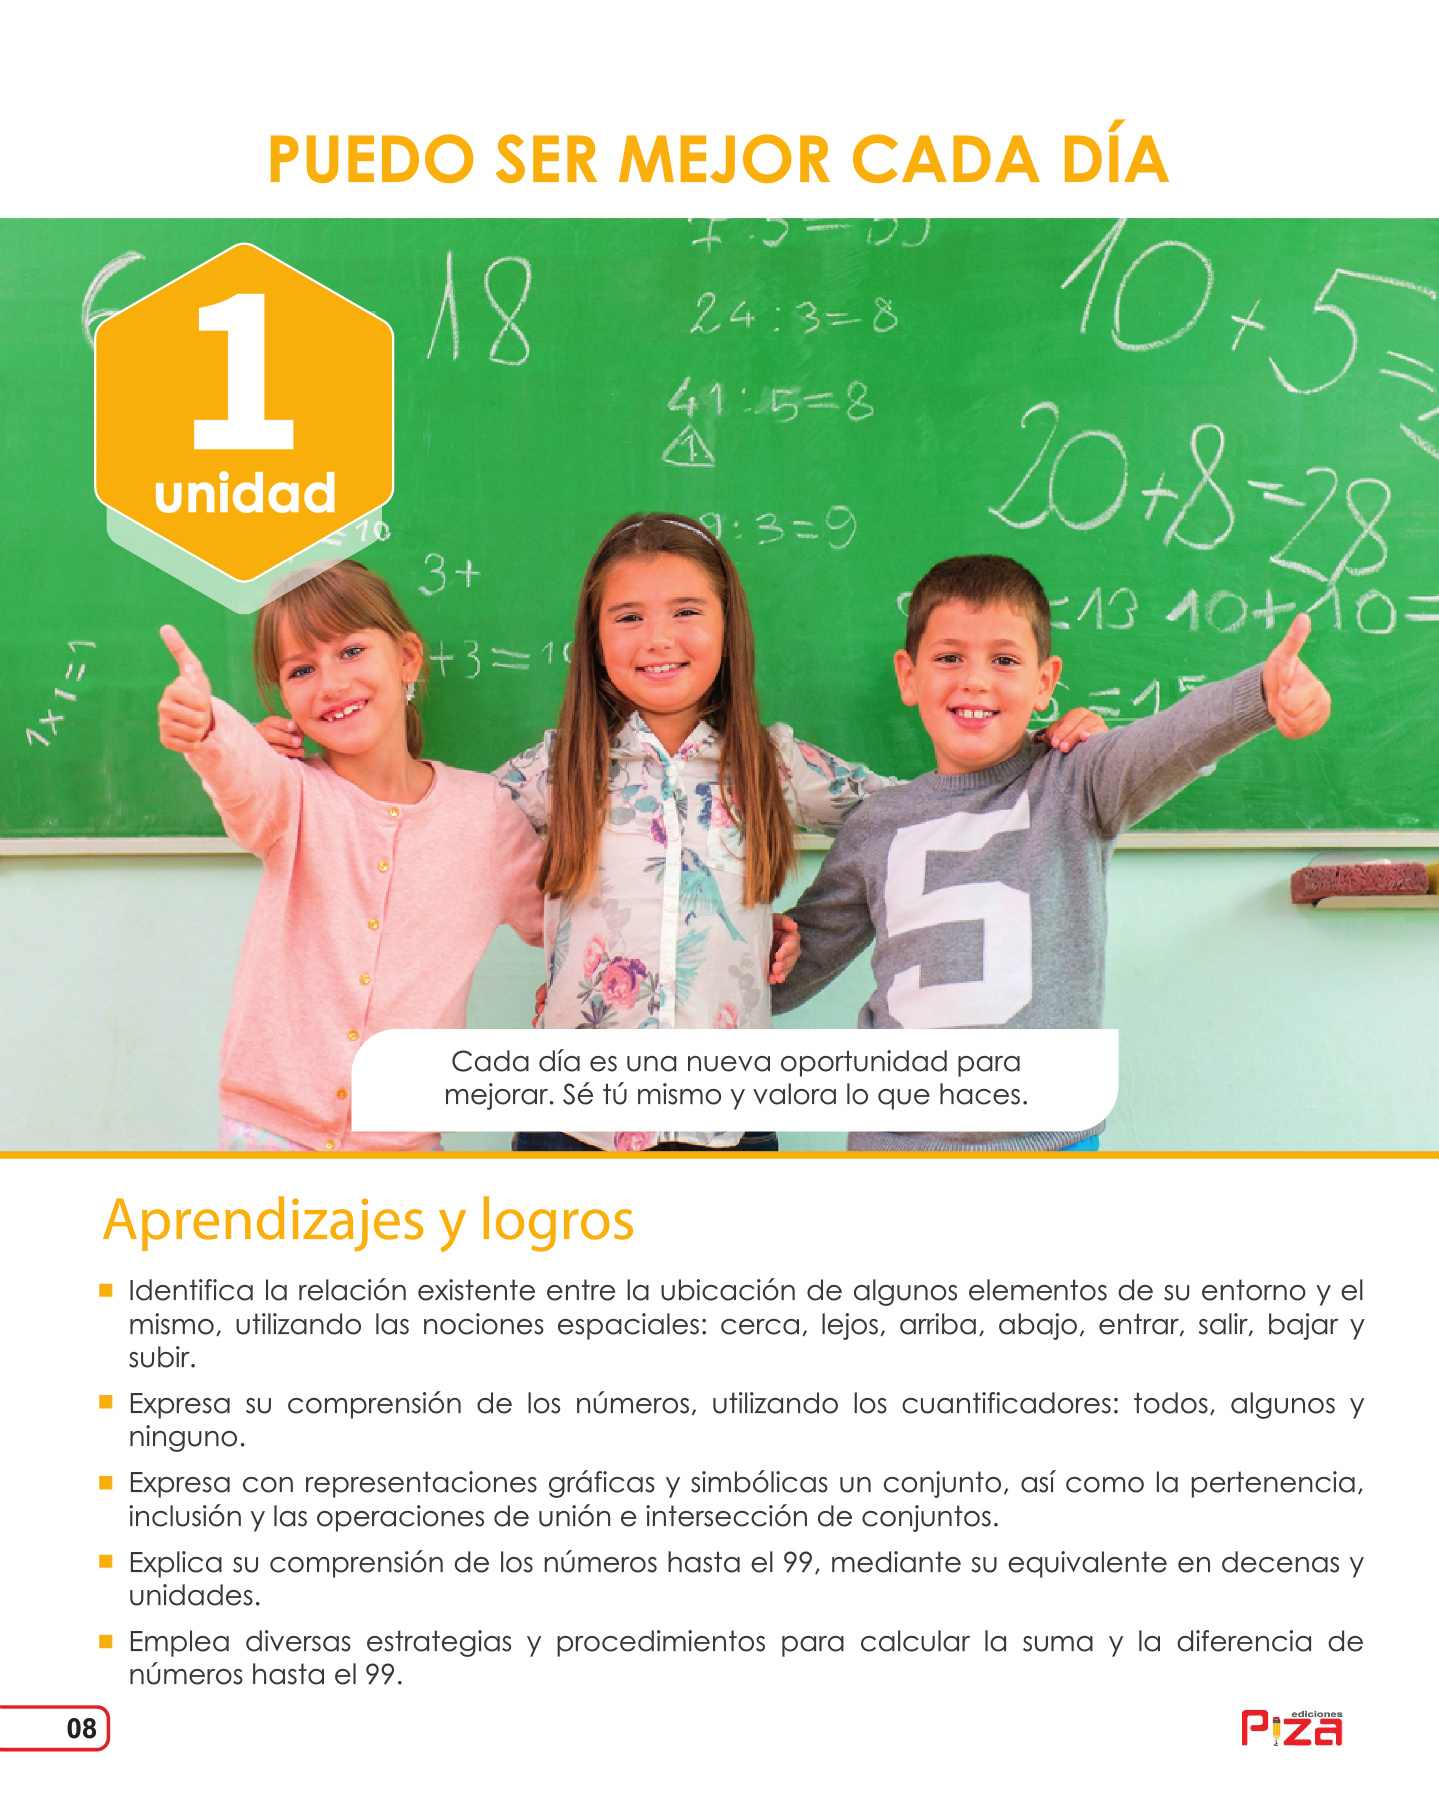 PUEDO SER MEJOR CADA DÍA
1
unidad
18
24 : 3 = 8
41 : 5 = 8
9 : 3 = 9
10 + 5 =
20 + 8 = 28
= 13 10 + 10 =
= 15
= 10
3 +
+ 3 = 10
1 + 1 = 1
5
Cada día es una nueva oportunidad para
mejorar. Sé tú mismo y valora lo que haces.
Aprendizajes y logros
Identifica la relación existente entre la ubicación de algunos elementos de su entorno y el
mismo, utilizando las nociones espaciales: cerca, lejos, arriba, abajo, entrar, salir, bajar y
subir.
Expresa su comprensión de los números, utilizando los cuantificadores: todos, algunos y
ninguno.
Expresa con representaciones gráficas y simbólicas un conjunto, así como la pertenencia,
inclusión y las operaciones de unión e intersección de conjuntos.
Explica su comprensión de los números hasta el 99, mediante su equivalente en decenas y
unidades.
Emplea diversas estrategias y procedimientos para calcular la suma y la diferencia de
números hasta el 99.
08
ediciones
Piza